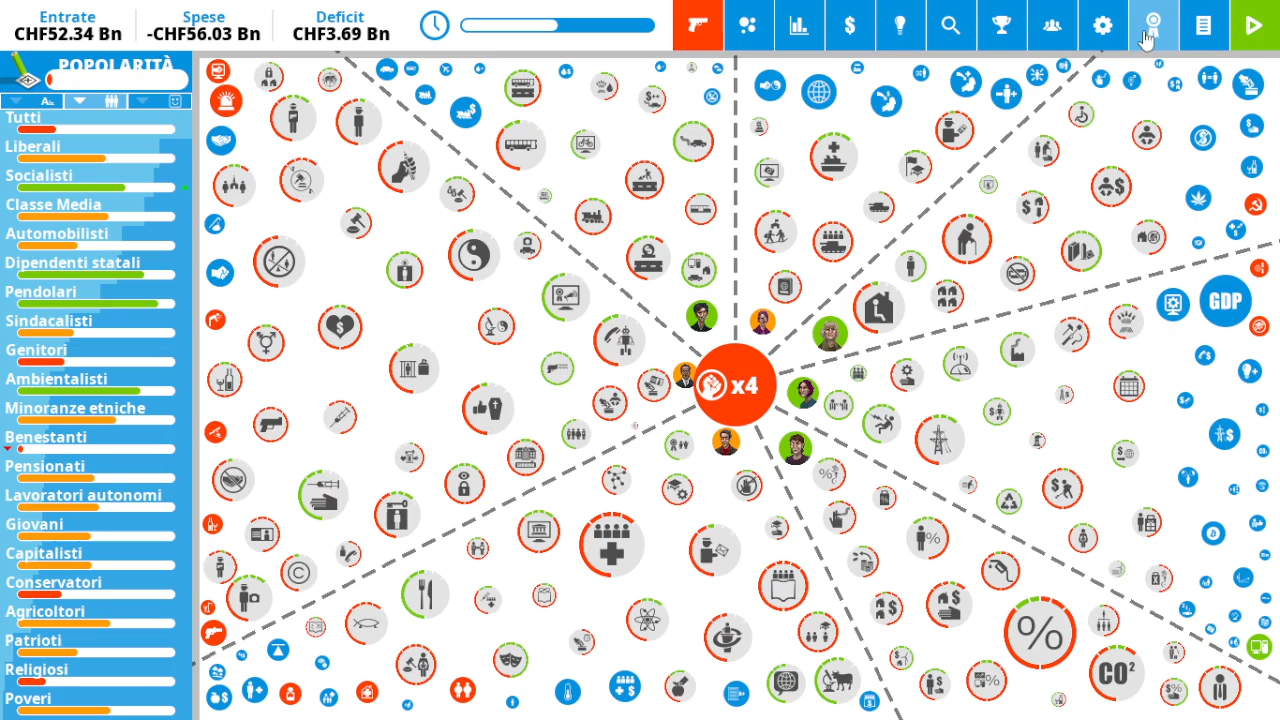 Entrate
CHF52.34 Bn
Spese
-CHF56.03 Bn
Deficit
CHF3.69 Bn
POPOLARITÀ
Tutti
Liberali
Socialisti
Classe Media
Automobilisti
Dipendenti statali
Pendolari
Sindacalisti
Genitori
Ambientalisti
Minoranze etniche
Benestanti
Pensionati
Lavoratori autonomi
Giovani
Capitalisti
Conservatori
Agricoltori
Patrioti
Religiosi
Poveri
x4
GDP
%
CO²